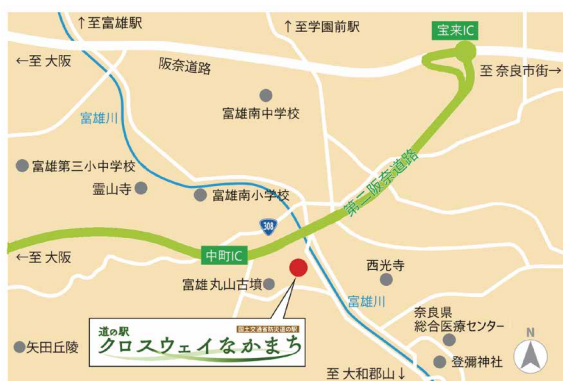 ↑至富雄駅
↑至学園前駅
宝来IC
←至 大阪
阪奈道路
至 奈良市街→
富雄川
富雄南中学校
富雄第三小中学校
霊山寺
富雄南小学校
第二阪奈道路
308
中町IC
←至 大阪
西光寺
富雄 丸山古墳
富雄川
奈良県
総合医療センター
国土交通省防災道の駅
道の駅
クロスウェイなかまち
矢田丘陵
登彌神社
至 大和郡山↓
N